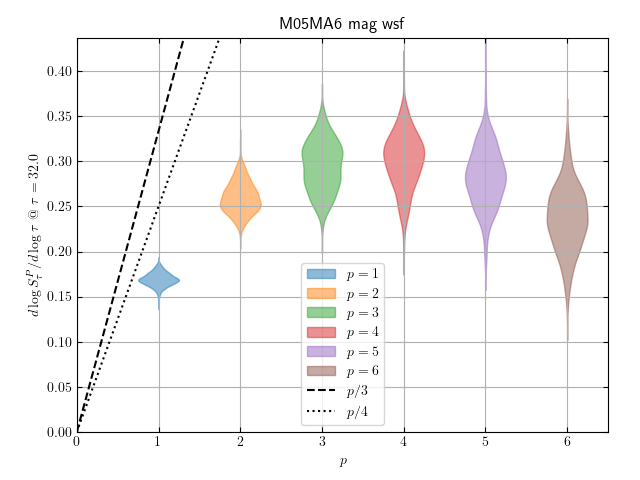 M05MA6 mag wsf
d log S_τ^p/d log τ @ τ = 32.0
0.40
0.35
0.30
0.25
0.20
0.15
0.10
0.05
0.00
p = 1
p = 2
p = 3
p = 4
p = 5
p = 6
p/3
p/4
0 1 2 3 4 5 6
p